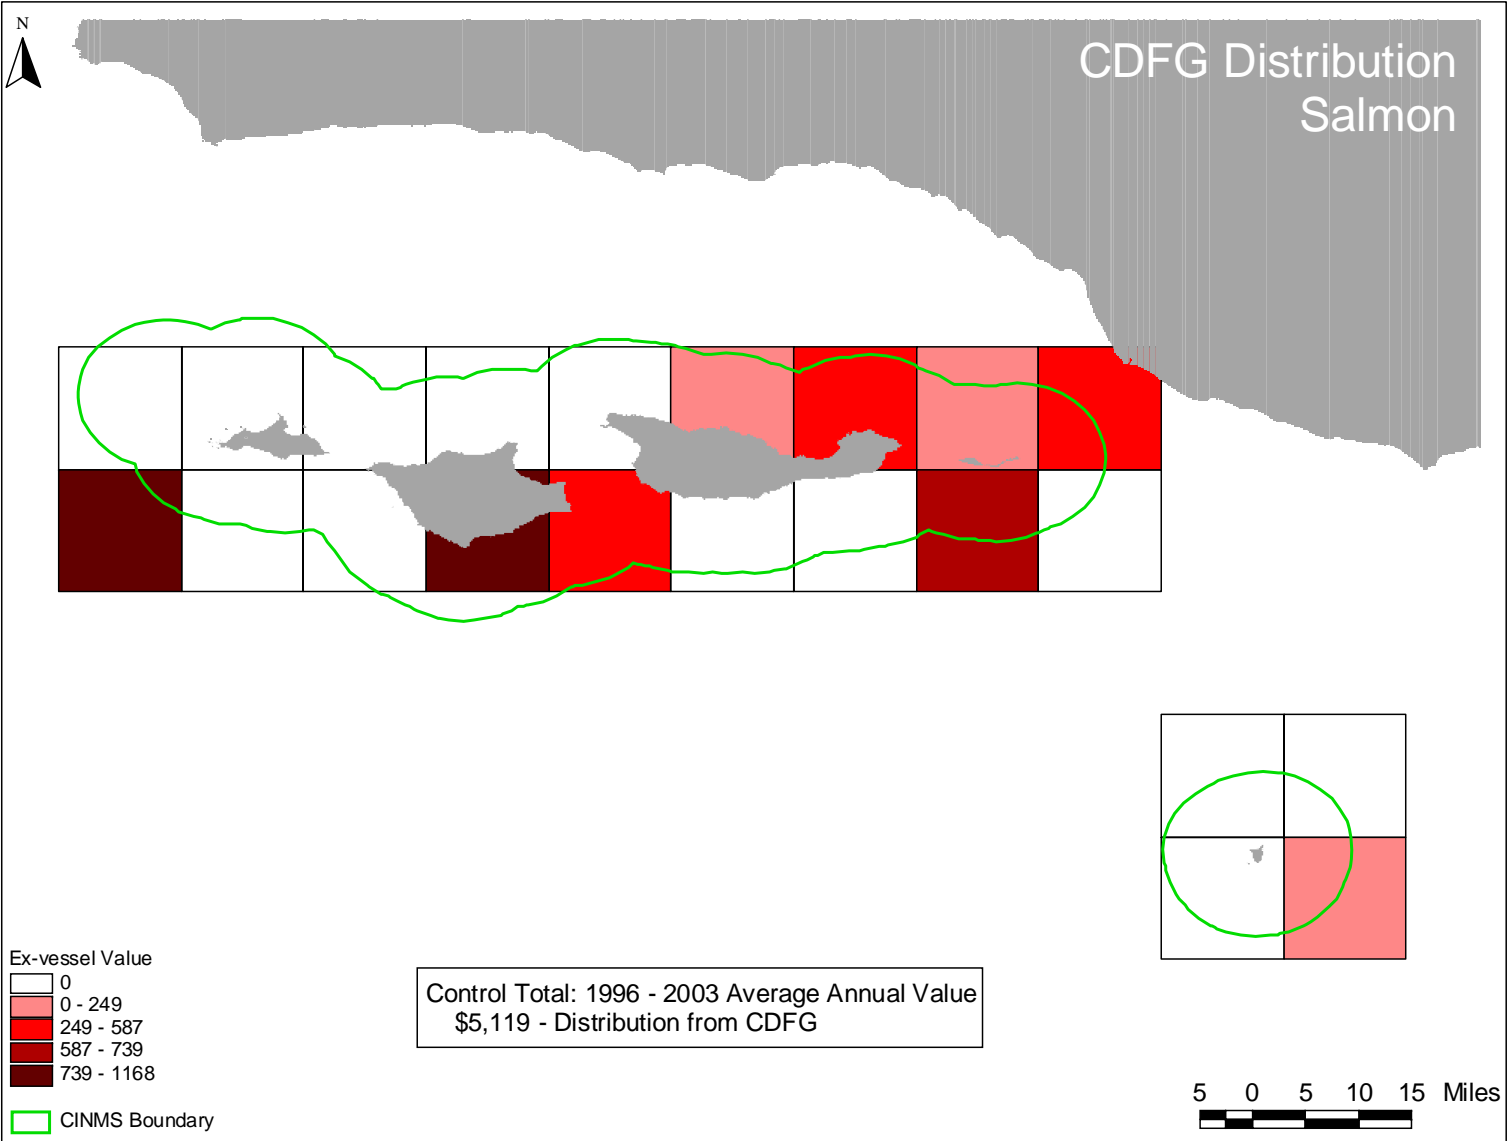 N
CDFG Distribution
Salmon
Ex-vessel Value
0
0 - 249
249 - 587
587 - 739
739 - 1168
CINMS Boundary
Control Total: 1996 - 2003 Average Annual Value
$5,119 - Distribution from CDFG
5 0 5 10 15 Miles